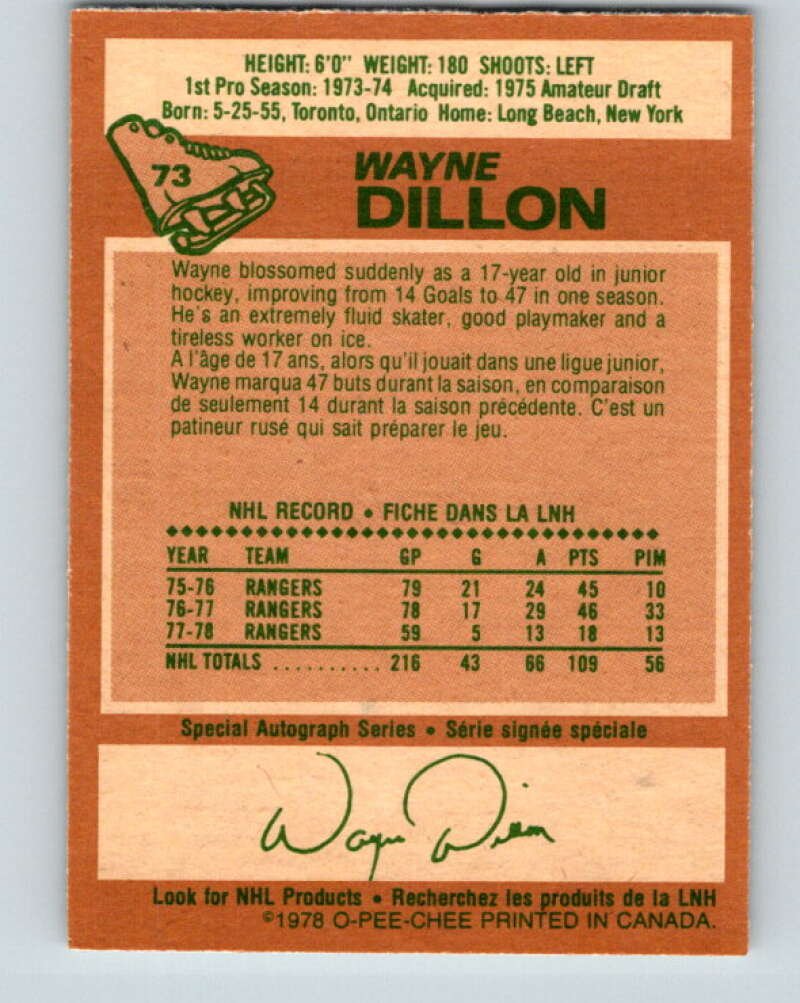 HEIGHT: 6'0" WEIGHT: 180 SHOOTS: LEFT
1st Pro Season: 1973-74 Acquired: 1975 Amateur Draft
Born: 5-25-55, Toronto, Ontario Home: Long Beach, New York
73
WAYNE
DILLON
Wayne blossomed suddenly as a 17-year old in junior
hockey, improving from 14 Goals to 47 in one season.
He's an extremely fluid skater, good playmaker and a
tireless worker on ice.
A l'âge de 17 ans, alors qu'il jouait dans une ligue junior,
Wayne marqua 47 buts durant la saison, en comparaison
de seulement 14 durant la saison précédente. C'est un
patineur rusé qui sait préparer le jeu.
NHL RECORD • FICHE DANS LA LNH
YEAR TEAM GP G A PTS PIM
75-76 RANGERS 79 21 24 45 10
76-77 RANGERS 78 17 29 46 33
77-78 RANGERS 59 5 13 18 13
NHL TOTALS .......... 216 43 66 109 56
Special Autograph Series • Série signée spéciale
Wayne Dillon
Look for NHL Products • Recherchez les produits de la LNH
©1978 O-PEE-CHEE PRINTED IN CANADA.